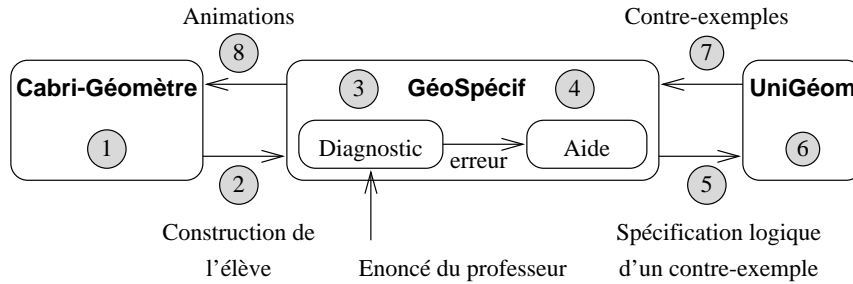 Animations
Contre-exemples
8
7
Cabri-Géomètre
3
GéoSpécif
4
UniGéom
1
Diagnostic
erreur
Aide
6
2
5
Construction de
l'élève
Enoncé du professeur
Spécification logique
d'un contre-exemple